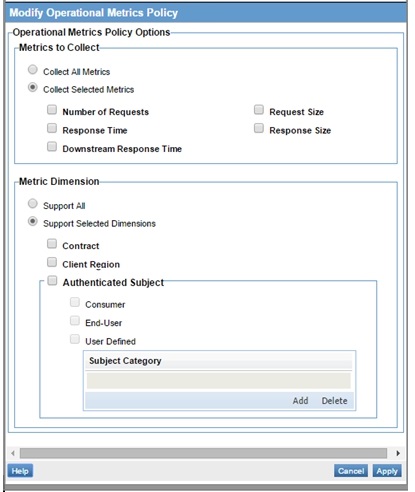 Modify Operational Metrics Policy
Operational Metrics Policy Options
Metrics to Collect
Collect All Metrics
Collect Selected Metrics
Number of Requests
Request Size
Response Time
Response Size
Downstream Response Time
Metric Dimension
Support All
Support Selected Dimensions
Contract
Client Region
Authenticated Subject
Consumer
End-User
User Defined
Subject Category
Add Delete
Help Cancel Apply